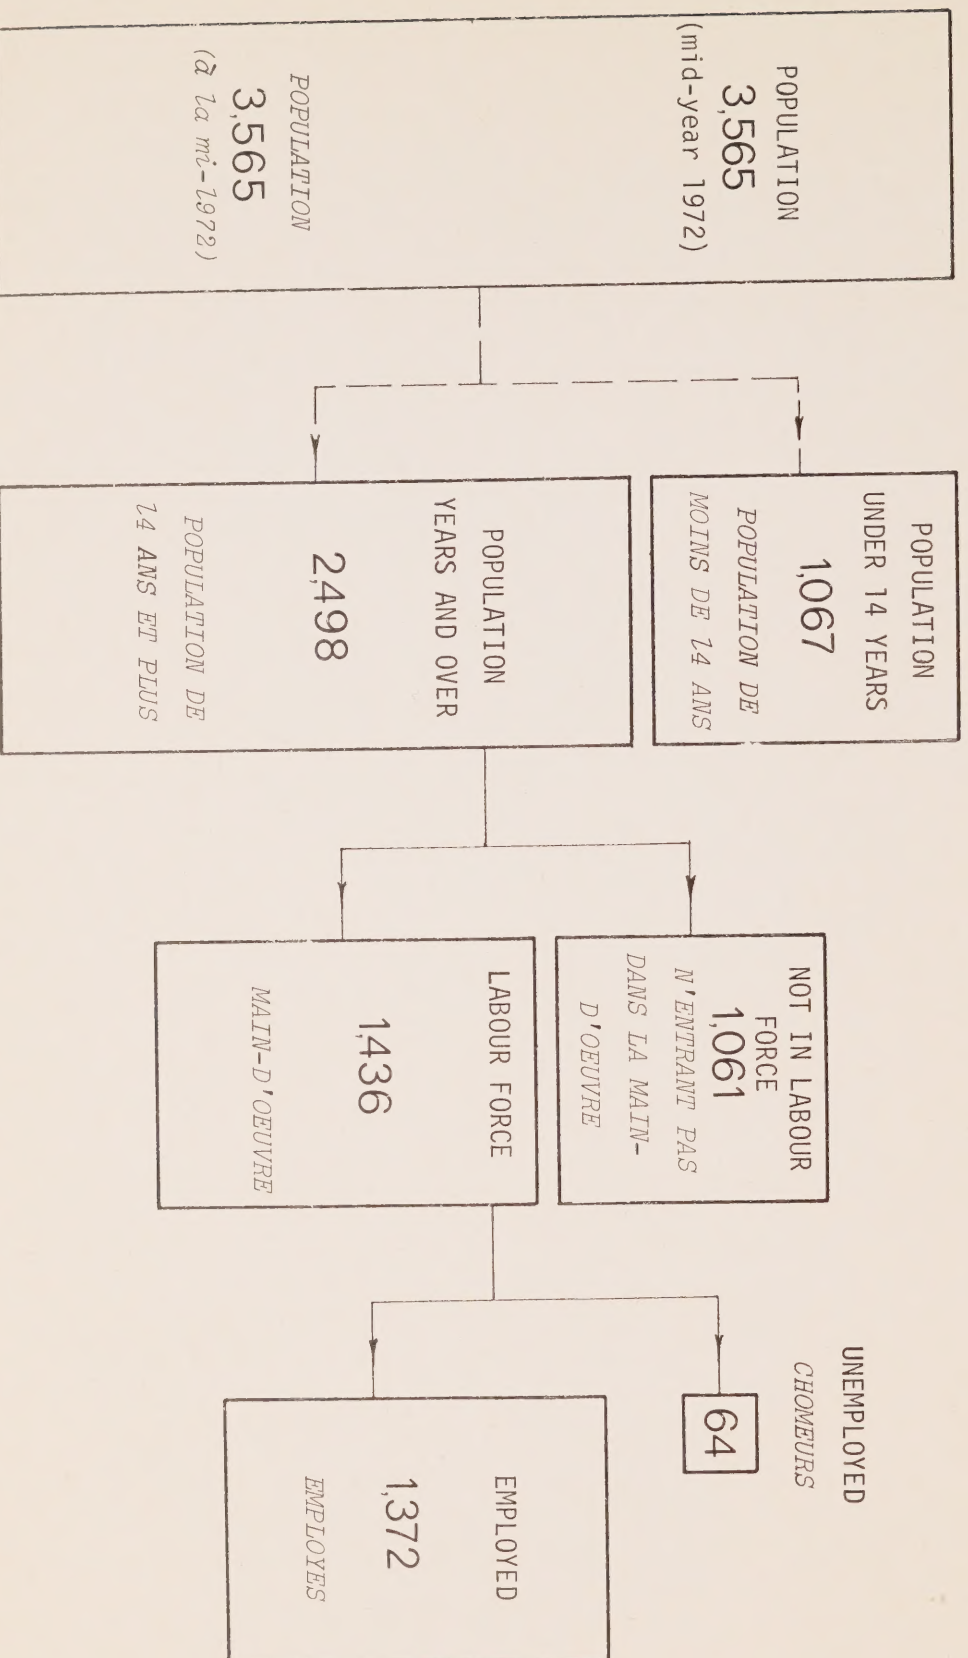 POPULATION
3,565
(mid-year 1972)
POPULATION
3,565
(à la mi-1972)
POPULATION
UNDER 14 YEARS
1,067
POPULATION DE
MOINS DE 14 ANS
POPULATION
YEARS AND OVER
2,498
POPULATION DE
14 ANS ET PLUS
NOT IN LABOUR
FORCE
1,061
N'ENTRANT PAS
DANS LA MAIN-
D'OEUVRE
LABOUR FORCE
1,436
MAIN-D'OEUVRE
UNEMPLOYED
CHOMEURS
64
EMPLOYED
1,372
EMPLOYES